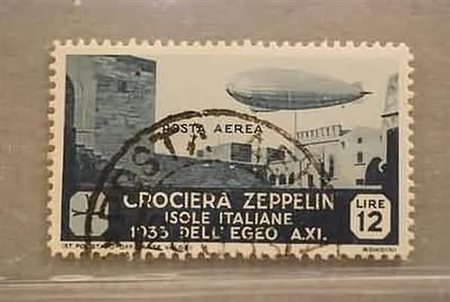 POSTA AEREA
CROCIERA ZEPPELIN
ISOLE ITALIANE
1933 DELL'EGEO A.XI.
LIRE
12